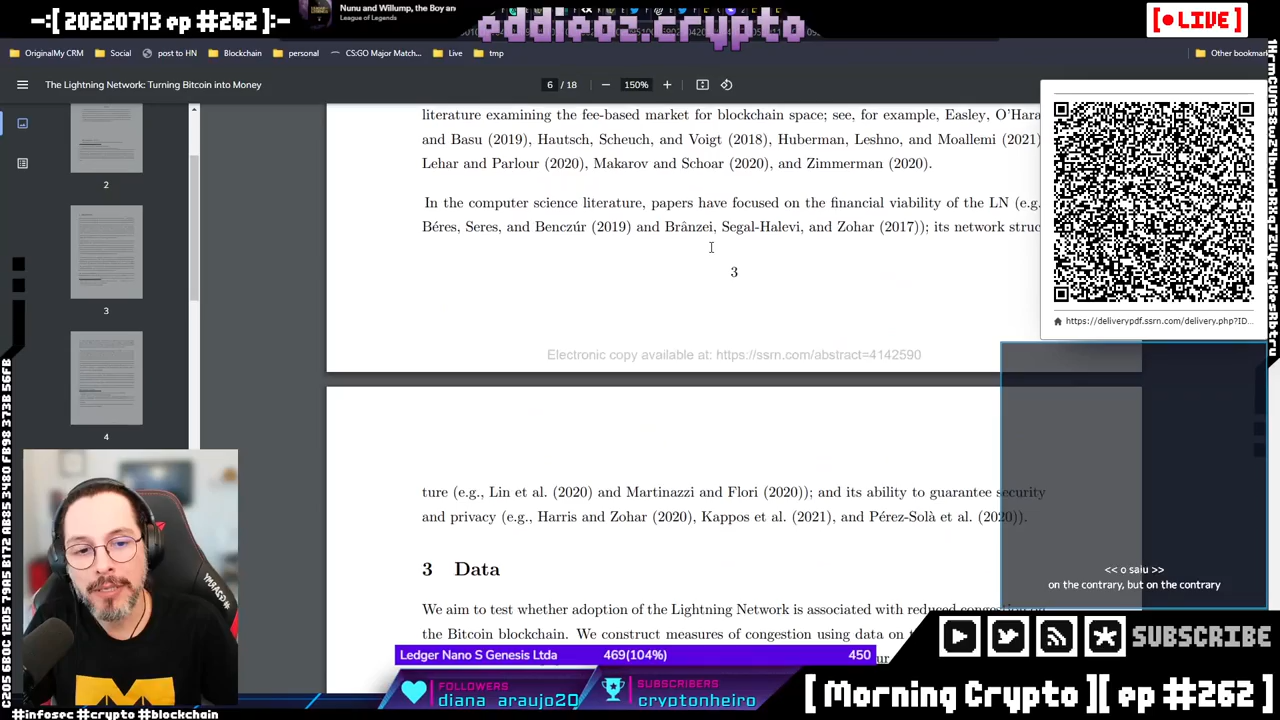 -:[ 20220713 ep #262]:-
Nunu and Willump, the Boy an
League of Legends
eddieoz.crypto
[● LIVE]
OriginalMy CRM
Social
post to HN
Blockchain
personal
CS:GO Major Match...
Live
tmp
Other bookmar
The Lightning Network: Turning Bitcoin into Money
6 / 18
150%
2
3
4
literature examining the fee-based market for blockchain space; see, for example, Easley, O'Hara
and Basu (2019), Hautsch, Scheuch, and Voigt (2018), Huberman, Leshno, and Moallemi (2021)
Lehar and Parlour (2020), Makarov and Schoar (2020), and Zimmerman (2020).
In the computer science literature, papers have focused on the financial viability of the LN (e.g.
Béres, Seres, and Benczúr (2019) and Brânzei, Segal-Halevi, and Zohar (2017)); its network struc
3
Electronic copy available at: https://ssrn.com/abstract=4142590
ture (e.g., Lin et al. (2020) and Martinazzi and Flori (2020)); and its ability to guarantee security
and privacy (e.g., Harris and Zohar (2020), Kappos et al. (2021), and Pérez-Solà et al. (2020)).
3 Data
We aim to test whether adoption of the Lightning Network is associated with reduced congestion on
the Bitcoin blockchain. We construct measures of congestion using data on
https://deliverypdf.ssrn.com/delivery.php?ID...
<< o saiu >>
on the contrary, but on the contrary
Ledger Nano S Genesis Ltda
469(104%)
450
FOLLOWERS
diana_araujo20
SUBSCRIBERS
cryptonheiro
SUBSCRIBE
[ Morning Crypto ][ ep #262 ]
#infosec #crypto #blockchain